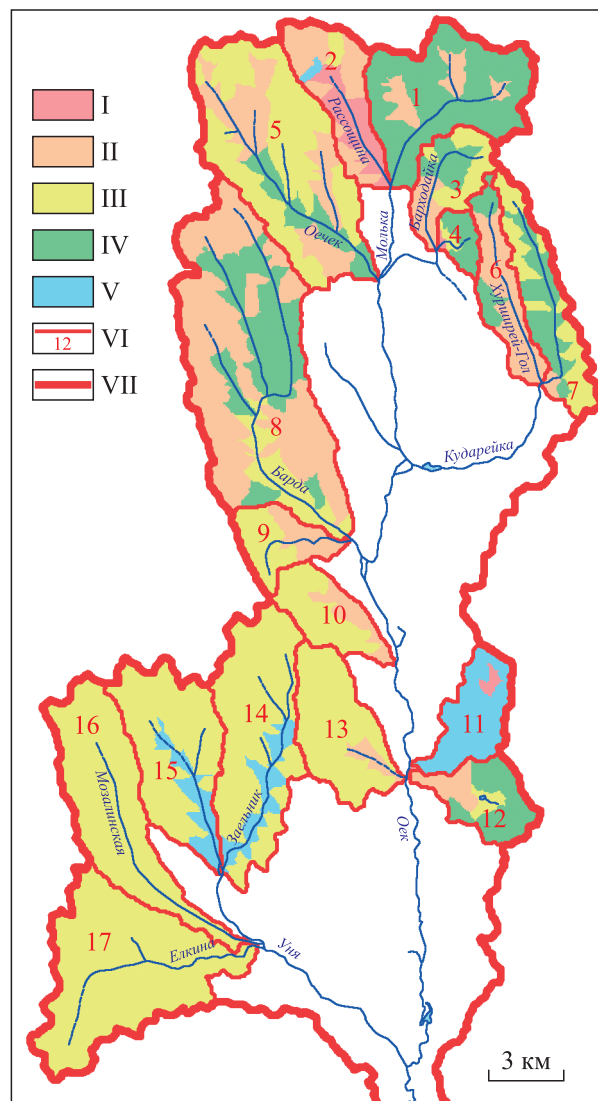 I
II
III
IV
V
12 VI
VII
1
2
3
4
5
6
7
8
9
10
11
12
13
14
15
16
17
Рассошина
Молька
Барходайка
Оечек
Хурширей-Гол
Кударейка
Барда
Заельник
Мозалинская
Оек
Елкина
Уня
3 км